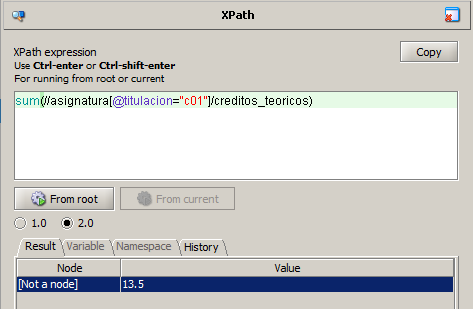 XPath
XPath expression
Copy
Use Ctrl-enter or Ctrl-shift-enter
For running from root or current
sum(//asignatura[@titulacion="c01"]/creditos_teoricos)
From root
From current
1.0
2.0
Result Variable Namespace History
Node Value
[Not a node] 13.5